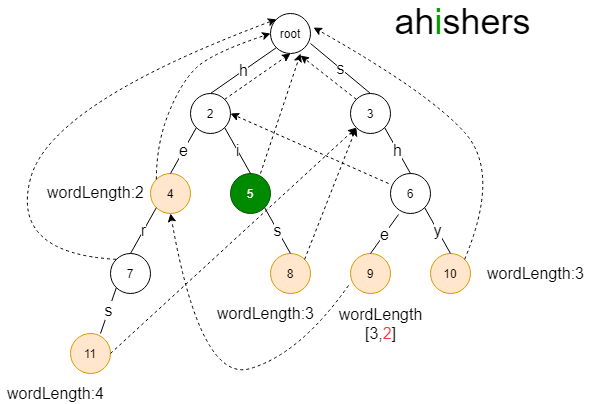 ahishers
root
h
s
2
3
e
i
h
wordLength:2
4
5
6
r
s
e
y
7
8
9
10
wordLength:3
s
wordLength:3
wordLength
[3,2]
11
wordLength:4